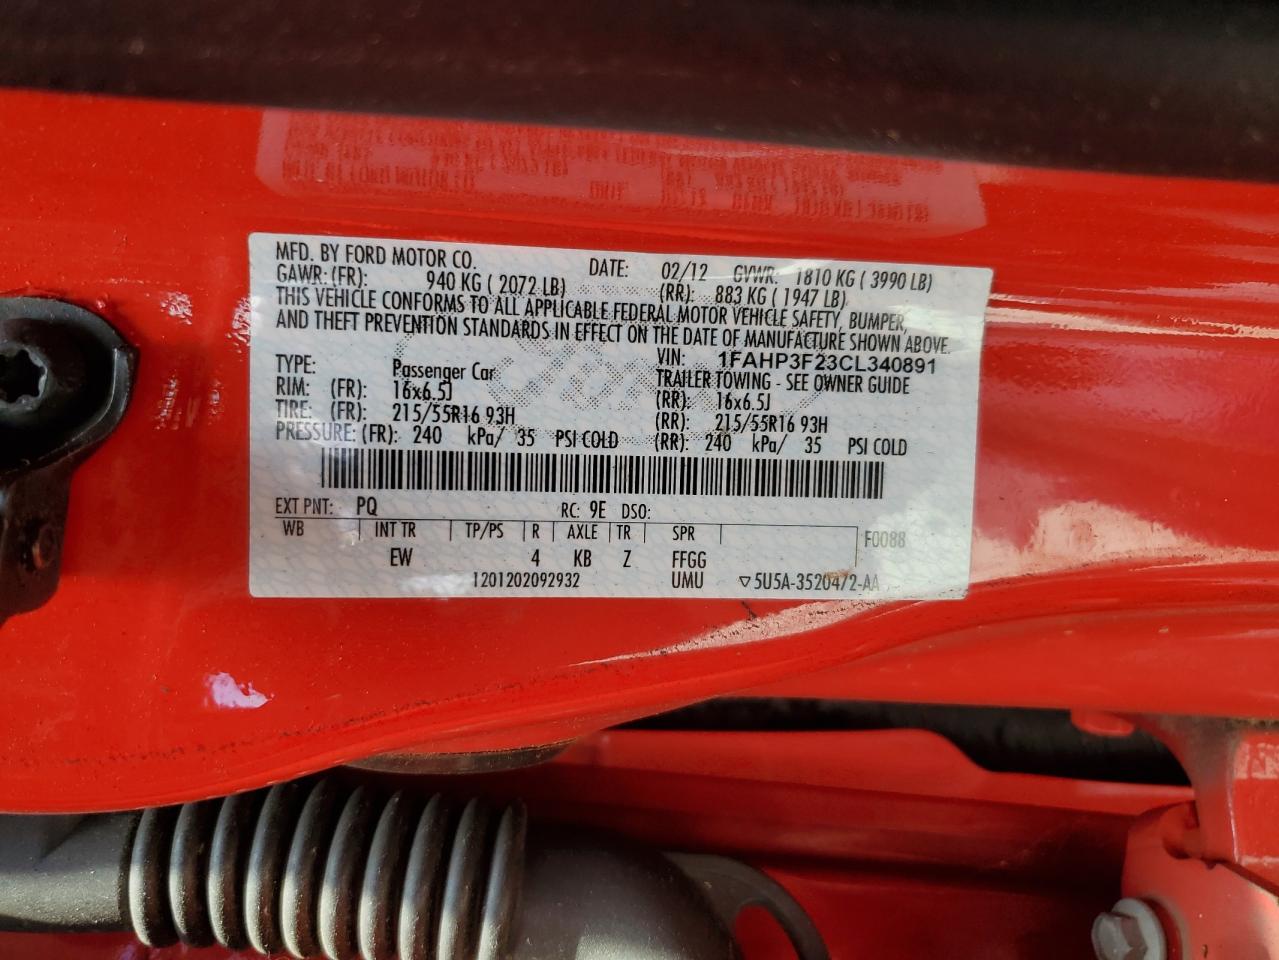 MFD. BY FORD MOTOR CO. DATE: 02/12 GVWR: 1810 KG ( 3990 LB)
GAWR: (FR): 940 KG ( 2072 LB) (RR): 883 KG ( 1947 LB)
THIS VEHICLE CONFORMS TO ALL APPLICABLE FEDERAL MOTOR VEHICLE SAFETY, BUMPER,
AND THEFT PREVENTION STANDARDS IN EFFECT ON THE DATE OF MANUFACTURE SHOWN ABOVE.
VIN: 1FAHP3F23CL340891
TYPE: Passenger Car TRAILER TOWING - SEE OWNER GUIDE
RIM: (FR): 16x6.5J (RR): 16x6.5J
TIRE: (FR): 215/55R16 93H (RR): 215/55R16 93H
PRESSURE: (FR): 240 kPa/ 35 PSI COLD (RR): 240 kPa/ 35 PSI COLD
EXT PNT: PQ RC: 9E DSO:
WB INT TR TP/PS R AXLE TR SPR F0088
EW 4 KB Z FFGG
1201202092932 UMU ▽5U5A-3520472-AA